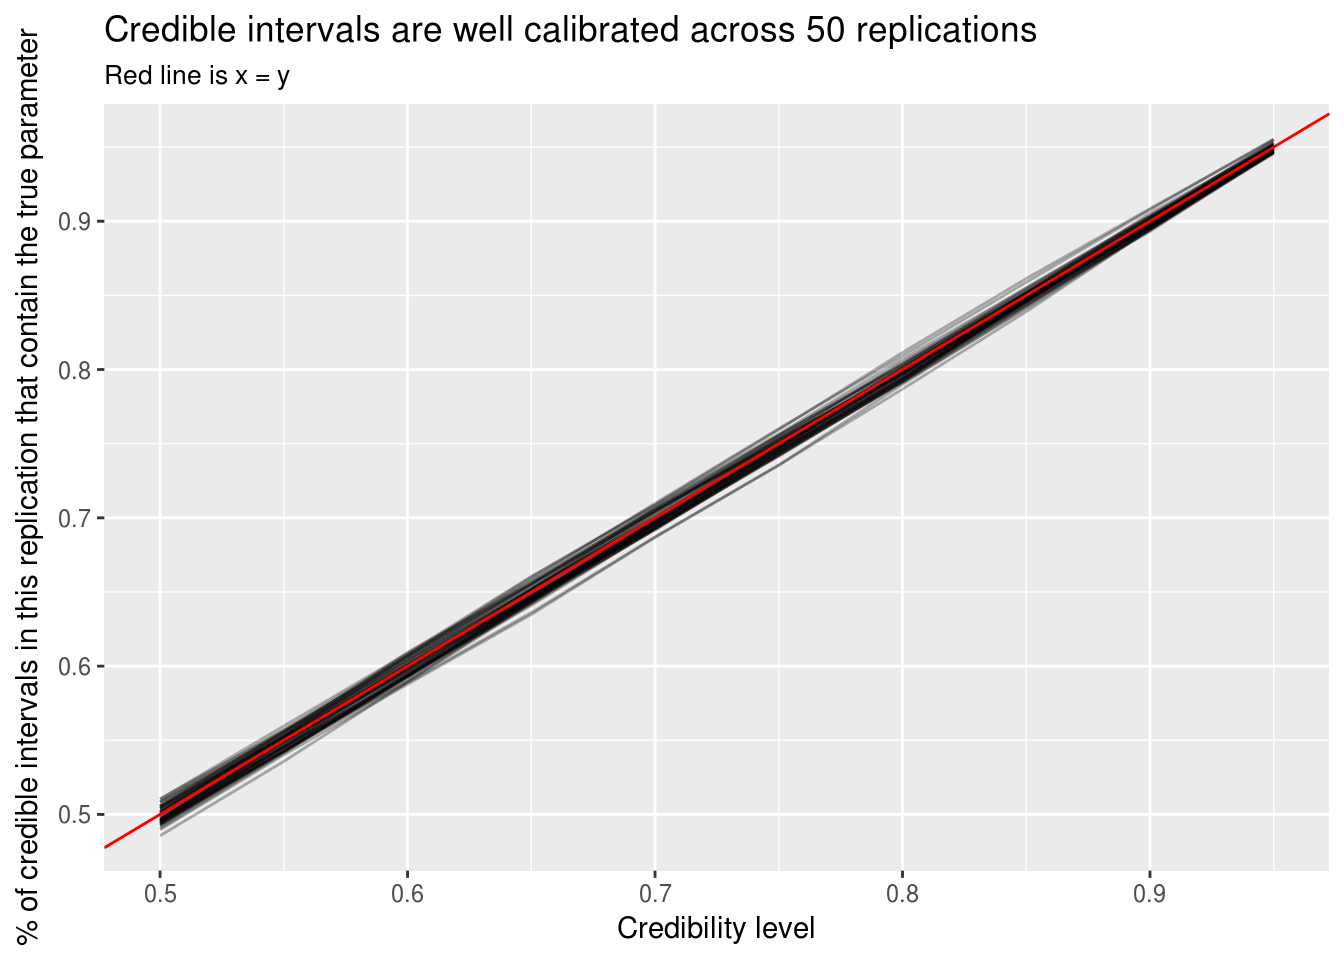 Credible intervals are well calibrated across 50 replications
Red line is x = y
% of credible intervals in this replication that contain the true parameter
0.9
0.8
0.7
0.6
0.5
0.5 0.6 0.7 0.8 0.9
Credibility level